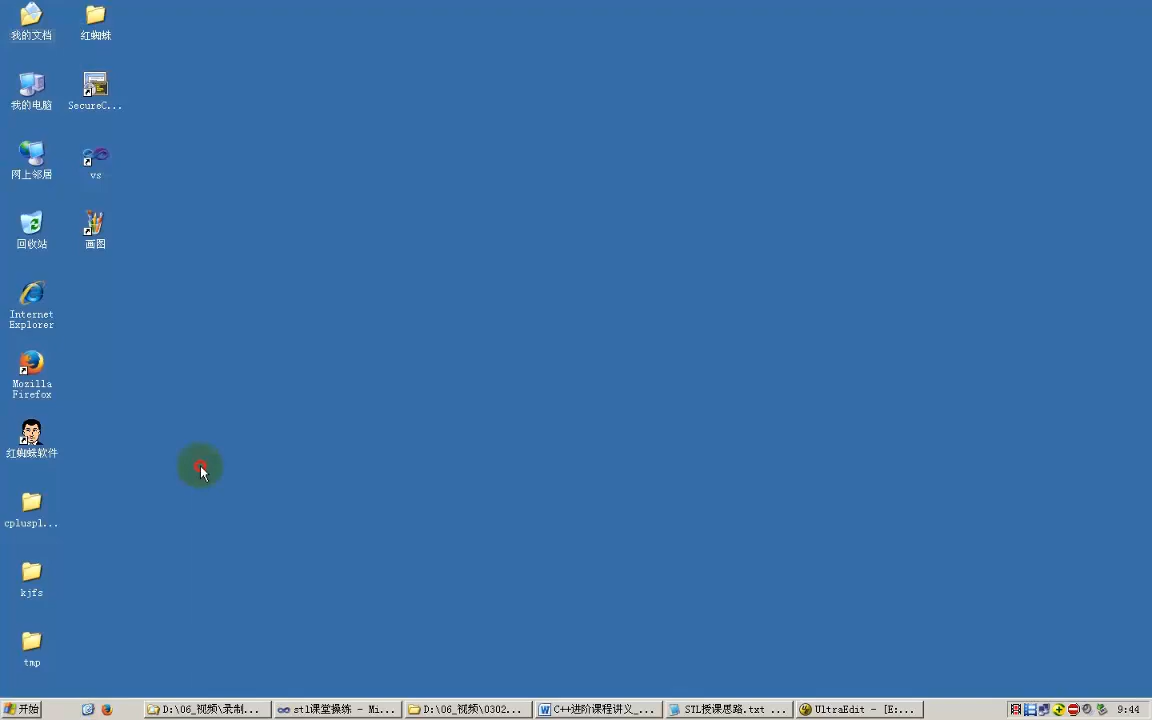 我的文档
红蜘蛛
我的电脑
SecureC...
网上邻居
vs
回收站
画图
Internet
Explorer
Mozilla
Firefox
红蜘蛛软件
cpluspl...
kjfs
tmp
开始
D:\06_视频\录制...
stl课堂操练 - Mi...
D:\06_视频\0302...
C++进阶课程讲义_...
STL授课思路.txt ...
UltraEdit - [E:...
9:44